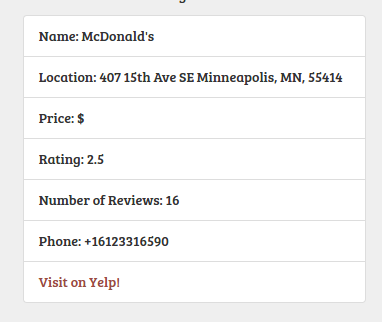 Name: McDonald's
Location: 407 15th Ave SE Minneapolis, MN, 55414
Price: $
Rating: 2.5
Number of Reviews: 16
Phone: +16123316590
Visit on Yelp!